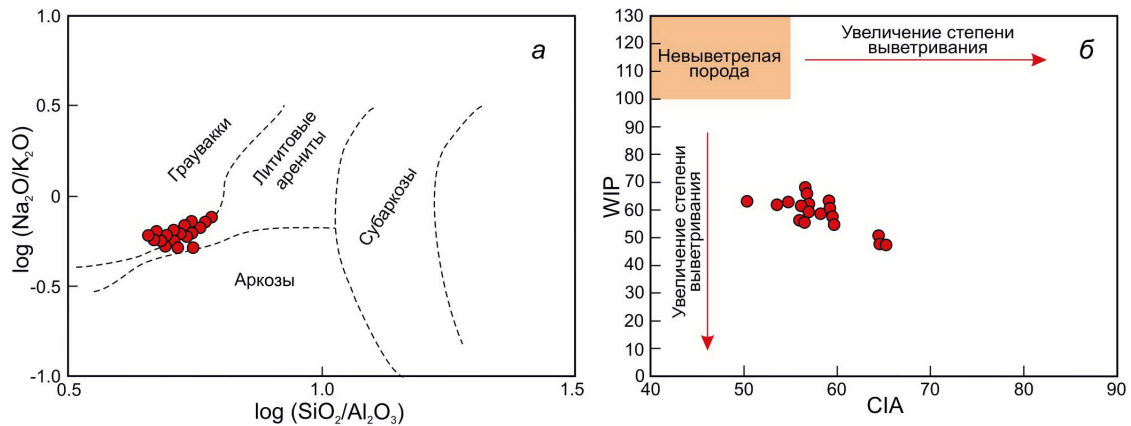 а
1.0
0.5
0
-0.5
-1.0
log (Na₂O/K₂O)
Граувакки
Лититовые
арениты
Субаркозы
Аркозы
0.5
1.0
1.5
log (SiO₂/Al₂O₃)
б
130
120
110
100
90
80
70
60
50
40
30
20
10
0
WIP
Невыветрелая
порода
Увеличение степени
выветривания
Увеличение степени
выветривания
40
50
60
70
80
90
CIA